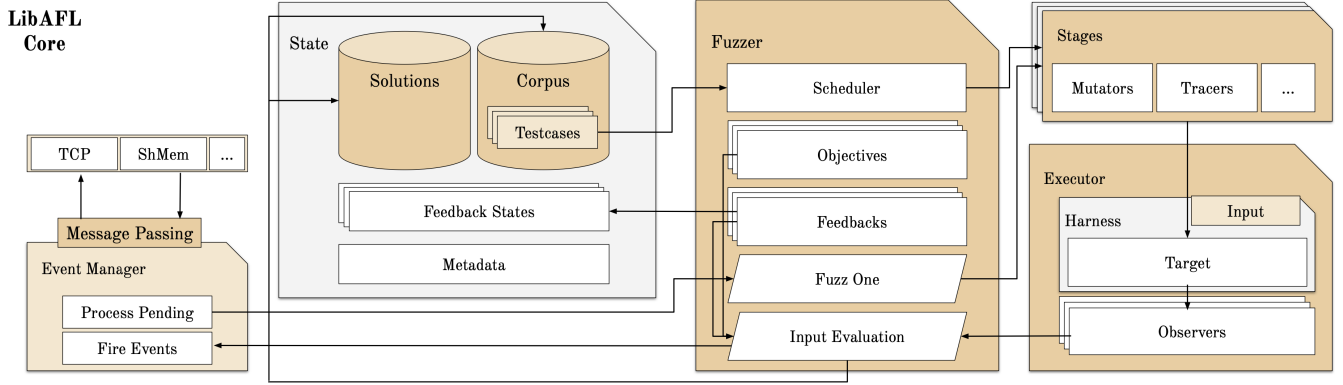 LibAFL
Core
TCP
ShMem
...
Message Passing
Event Manager
Process Pending
Fire Events
State
Solutions
Corpus
Testcases
Feedback States
Metadata
Fuzzer
Scheduler
Objectives
Feedbacks
Fuzz One
Input Evaluation
Stages
Mutators
Tracers
...
Executor
Input
Harness
Target
Observers